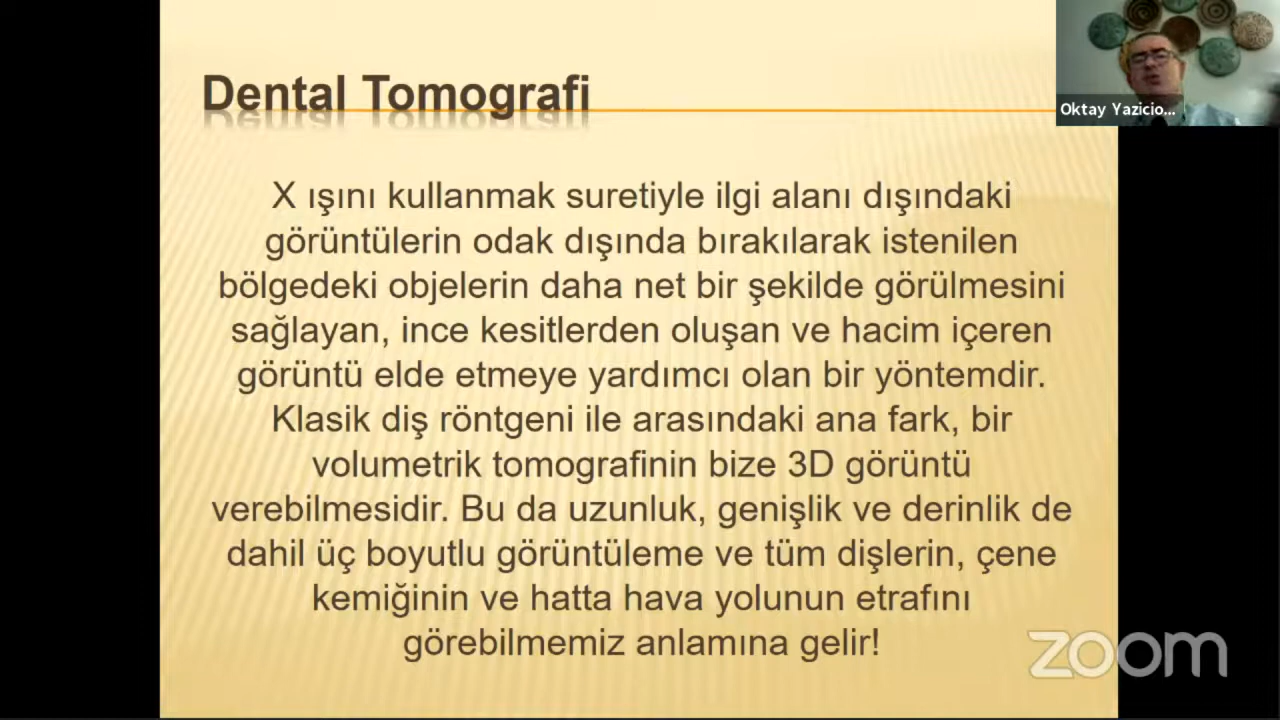 Dental Tomografi
X ışını kullanmak suretiyle ilgi alanı dışındaki
görüntülerin odak dışında bırakılarak istenilen
bölgedeki objelerin daha net bir şekilde görülmesini
sağlayan, ince kesitlerden oluşan ve hacim içeren
görüntü elde etmeye yardımcı olan bir yöntemdir.
Klasik diş röntgeni ile arasındaki ana fark, bir
volumetrik tomografinin bize 3D görüntü
verebilmesidir. Bu da uzunluk, genişlik ve derinlik de
dahil üç boyutlu görüntüleme ve tüm dişlerin, çene
kemiğinin ve hatta hava yolunun etrafını
görebilmemiz anlamına gelir!
Oktay Yazicio...
zoom